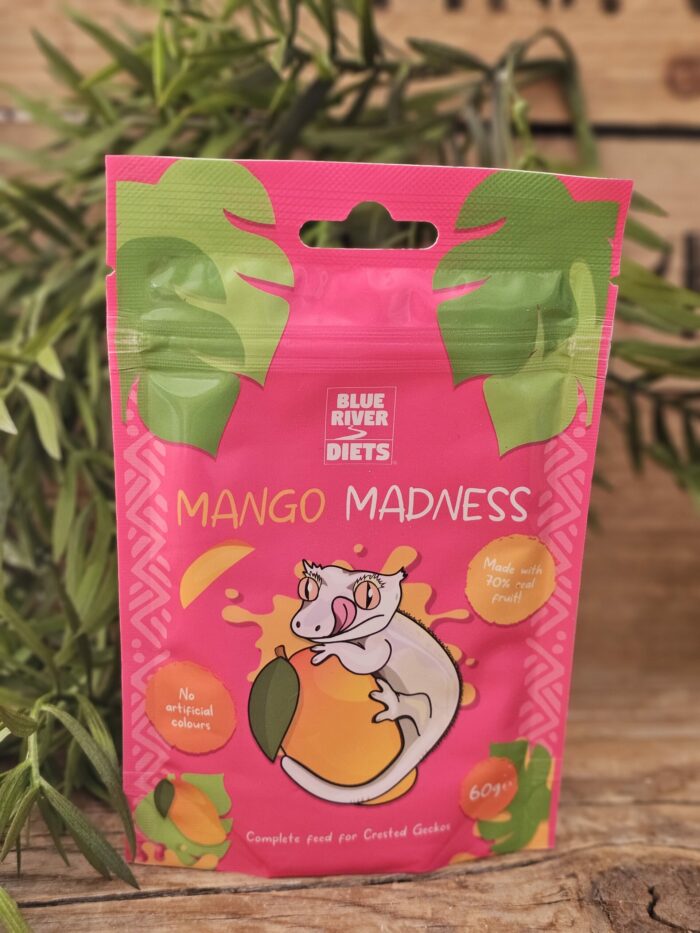 BLUE
RIVER
DIETS
MANGO MADNESS
Made with
70% real
fruit!
No
artificial
colours
60g
Complete feed for Crested Geckos